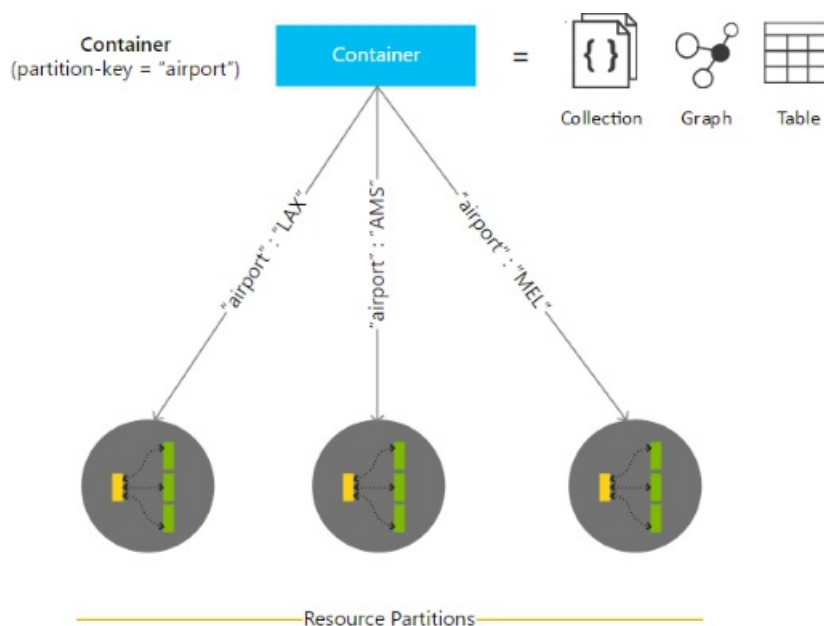 Container
(partition-key = “airport”)
Container
=
{ }
Collection
Graph
Table
“airport” : “LAX”
“airport” : “AMS”
“airport” : “MEL”
Resource Partitions